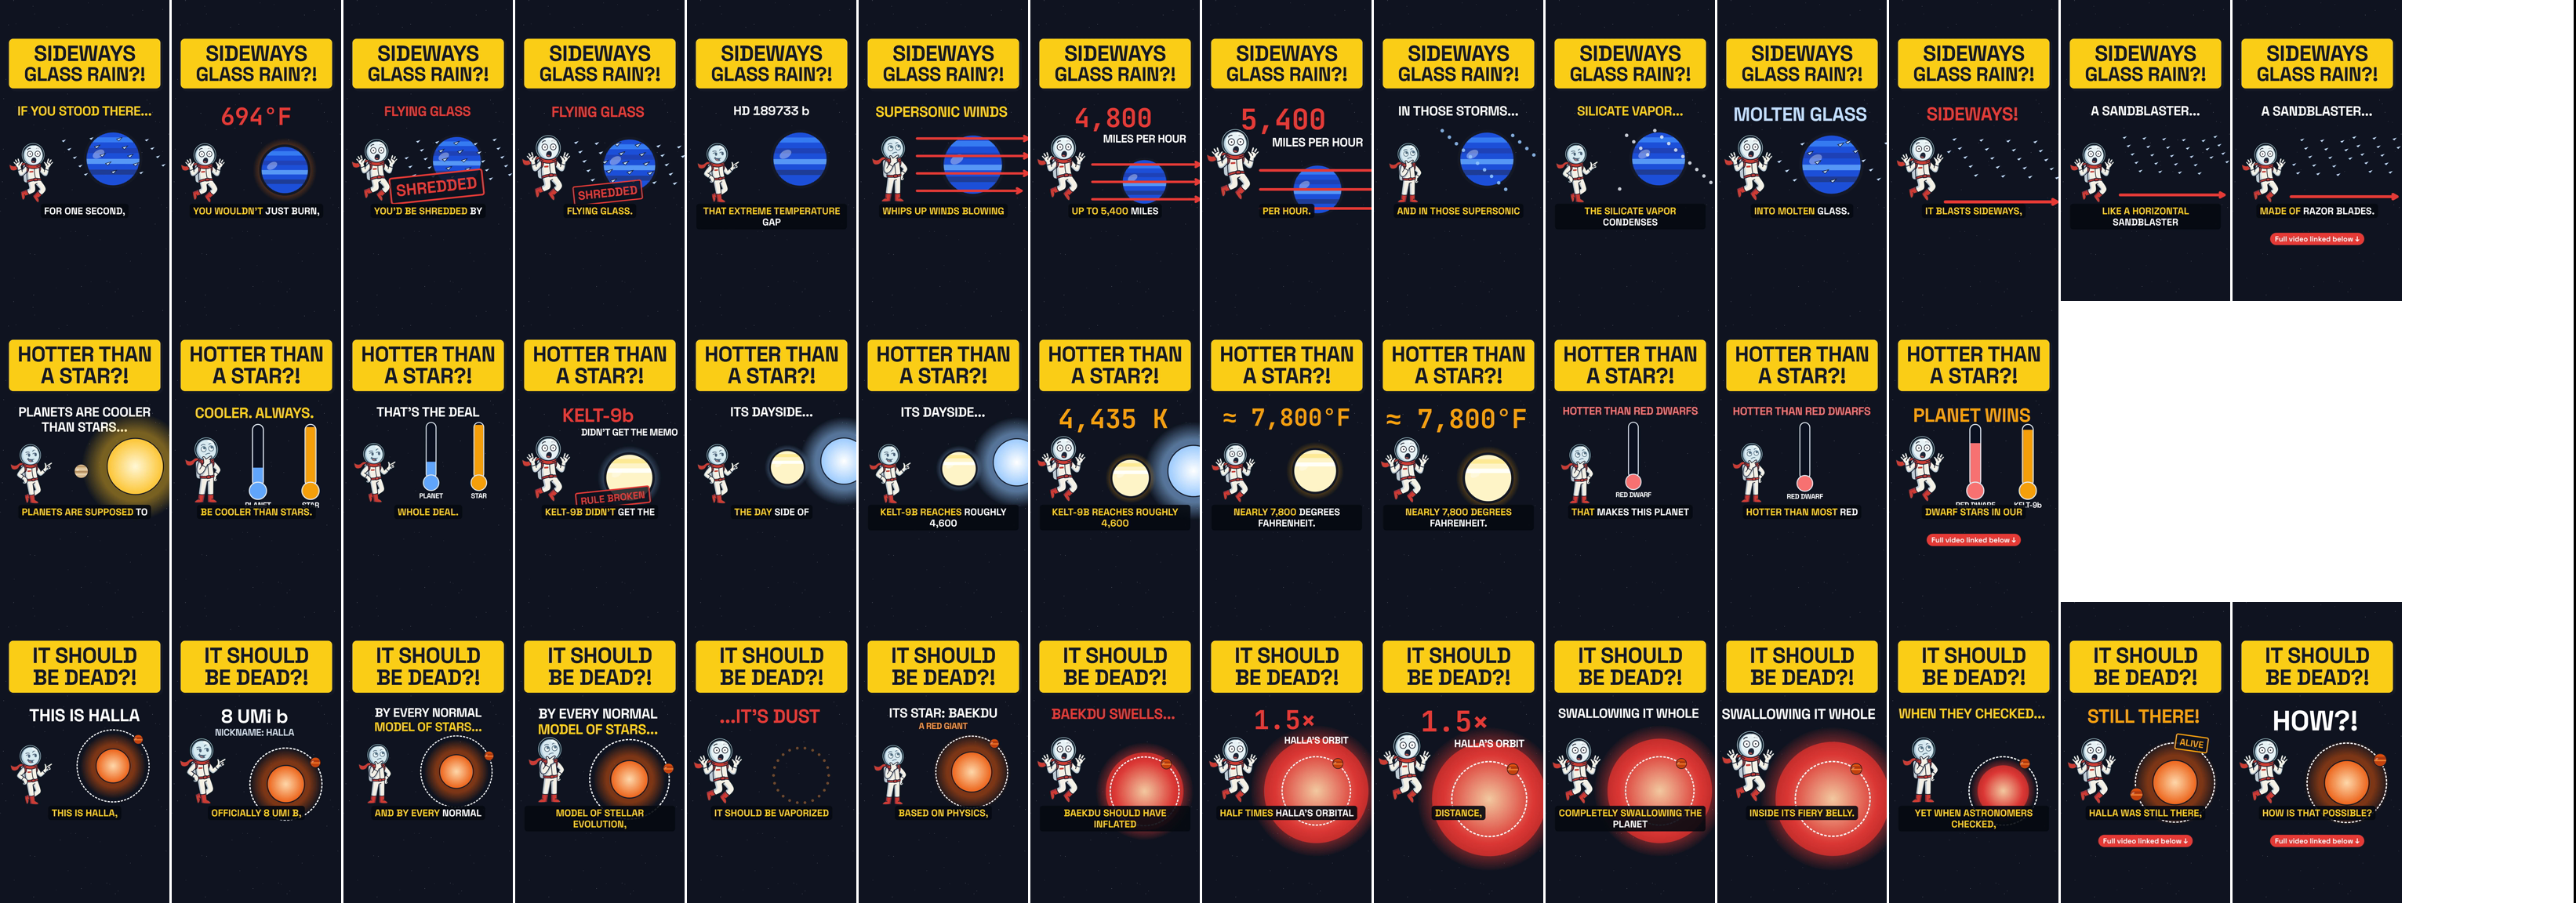 SIDEWAYS
GLASS RAIN?!
IF YOU STOOD THERE...
FOR ONE SECOND,
SIDEWAYS
GLASS RAIN?!
694°F
YOU WOULDN'T JUST BURN,
SIDEWAYS
GLASS RAIN?!
FLYING GLASS
SHREDDED
YOU'D BE SHREDDED BY
SIDEWAYS
GLASS RAIN?!
FLYING GLASS
SHREDDED
FLYING GLASS.
SIDEWAYS
GLASS RAIN?!
HD 189733 b
THAT EXTREME TEMPERATURE
GAP
SIDEWAYS
GLASS RAIN?!
SUPERSONIC WINDS
WHIPS UP WINDS BLOWING
SIDEWAYS
GLASS RAIN?!
4,800
MILES PER HOUR
UP TO 5,400 MILES
SIDEWAYS
GLASS RAIN?!
5,400
MILES PER HOUR
PER HOUR.
SIDEWAYS
GLASS RAIN?!
IN THOSE STORMS...
AND IN THOSE SUPERSONIC
SIDEWAYS
GLASS RAIN?!
SILICATE VAPOR...
THE SILICATE VAPOR
CONDENSES
SIDEWAYS
GLASS RAIN?!
MOLTEN GLASS
INTO MOLTEN GLASS.
SIDEWAYS
GLASS RAIN?!
SIDEWAYS!
IT BLASTS SIDEWAYS,
SIDEWAYS
GLASS RAIN?!
A SANDBLASTER...
LIKE A HORIZONTAL
SANDBLASTER
SIDEWAYS
GLASS RAIN?!
A SANDBLASTER...
MADE OF RAZOR BLADES.
Full video linked below ↓
HOTTER THAN
A STAR?!
PLANETS ARE COOLER
THAN STARS...
PLANETS ARE SUPPOSED TO
HOTTER THAN
A STAR?!
COOLER. ALWAYS.
PLANET
STAR
BE COOLER THAN STARS.
HOTTER THAN
A STAR?!
THAT'S THE DEAL
PLANET
STAR
WHOLE DEAL.
HOTTER THAN
A STAR?!
KELT-9b
DIDN'T GET THE MEMO
RULE BROKEN
KELT-9B DIDN'T GET THE
HOTTER THAN
A STAR?!
ITS DAYSIDE...
THE DAY SIDE OF
HOTTER THAN
A STAR?!
ITS DAYSIDE...
KELT-9B REACHES ROUGHLY
4,600
HOTTER THAN
A STAR?!
4,435 K
KELT-9B REACHES ROUGHLY
4,600
HOTTER THAN
A STAR?!
≈ 7,800°F
NEARLY 7,800 DEGREES
FAHRENHEIT.
HOTTER THAN
A STAR?!
≈ 7,800°F
NEARLY 7,800 DEGREES
FAHRENHEIT.
HOTTER THAN
A STAR?!
HOTTER THAN RED DWARFS
RED DWARF
THAT MAKES THIS PLANET
HOTTER THAN
A STAR?!
HOTTER THAN RED DWARFS
RED DWARF
HOTTER THAN MOST RED
HOTTER THAN
A STAR?!
PLANET WINS
RED DWARF
KELT-9b
DWARF STARS IN OUR
Full video linked below ↓
IT SHOULD
BE DEAD?!
THIS IS HALLA
THIS IS HALLA,
IT SHOULD
BE DEAD?!
8 UMi b
NICKNAME: HALLA
OFFICIALLY 8 UMI B,
IT SHOULD
BE DEAD?!
BY EVERY NORMAL
MODEL OF STARS...
AND BY EVERY NORMAL
IT SHOULD
BE DEAD?!
BY EVERY NORMAL
MODEL OF STARS...
MODEL OF STELLAR
EVOLUTION,
IT SHOULD
BE DEAD?!
...IT'S DUST
IT SHOULD BE VAPORIZED
IT SHOULD
BE DEAD?!
ITS STAR: BAEKDU
A RED GIANT
BASED ON PHYSICS,
IT SHOULD
BE DEAD?!
BAEKDU SWELLS...
BAEKDU SHOULD HAVE
INFLATED
IT SHOULD
BE DEAD?!
1.5×
HALLA'S ORBIT
HALF TIMES HALLA'S ORBITAL
IT SHOULD
BE DEAD?!
1.5×
HALLA'S ORBIT
DISTANCE,
IT SHOULD
BE DEAD?!
SWALLOWING IT WHOLE
COMPLETELY SWALLOWING THE
PLANET
IT SHOULD
BE DEAD?!
SWALLOWING IT WHOLE
INSIDE ITS FIERY BELLY.
IT SHOULD
BE DEAD?!
WHEN THEY CHECKED...
YET WHEN ASTRONOMERS
CHECKED,
IT SHOULD
BE DEAD?!
STILL THERE!
ALIVE
HALLA WAS STILL THERE,
Full video linked below ↓
IT SHOULD
BE DEAD?!
HOW?!
HOW IS THAT POSSIBLE?
Full video linked below ↓